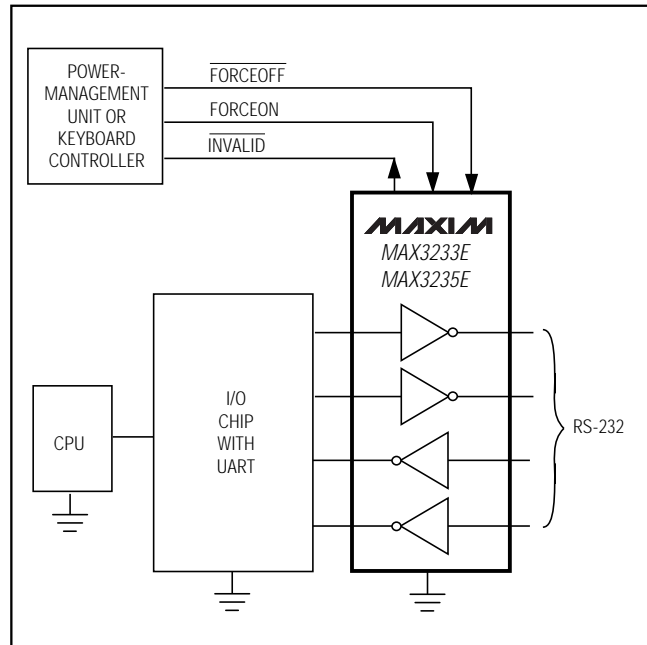 POWER-
MANAGEMENT
UNIT OR
KEYBOARD
CONTROLLER
FORCEOFF
FORCEON
INVALID
MAXIM
MAX3233E
MAX3235E
CPU
I/O
CHIP
WITH
UART
RS-232